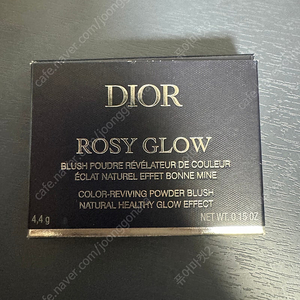 DIOR
ROSY GLOW
BLUSH POUDRE RÉVÉLATEUR DE COULEUR
ÉCLAT NATUREL EFFET BONNE MINE
COLOR-REVIVING POWDER BLUSH
NATURAL HEALTHY GLOW EFFECT
4,4 g NET WT. 0.15 OZ